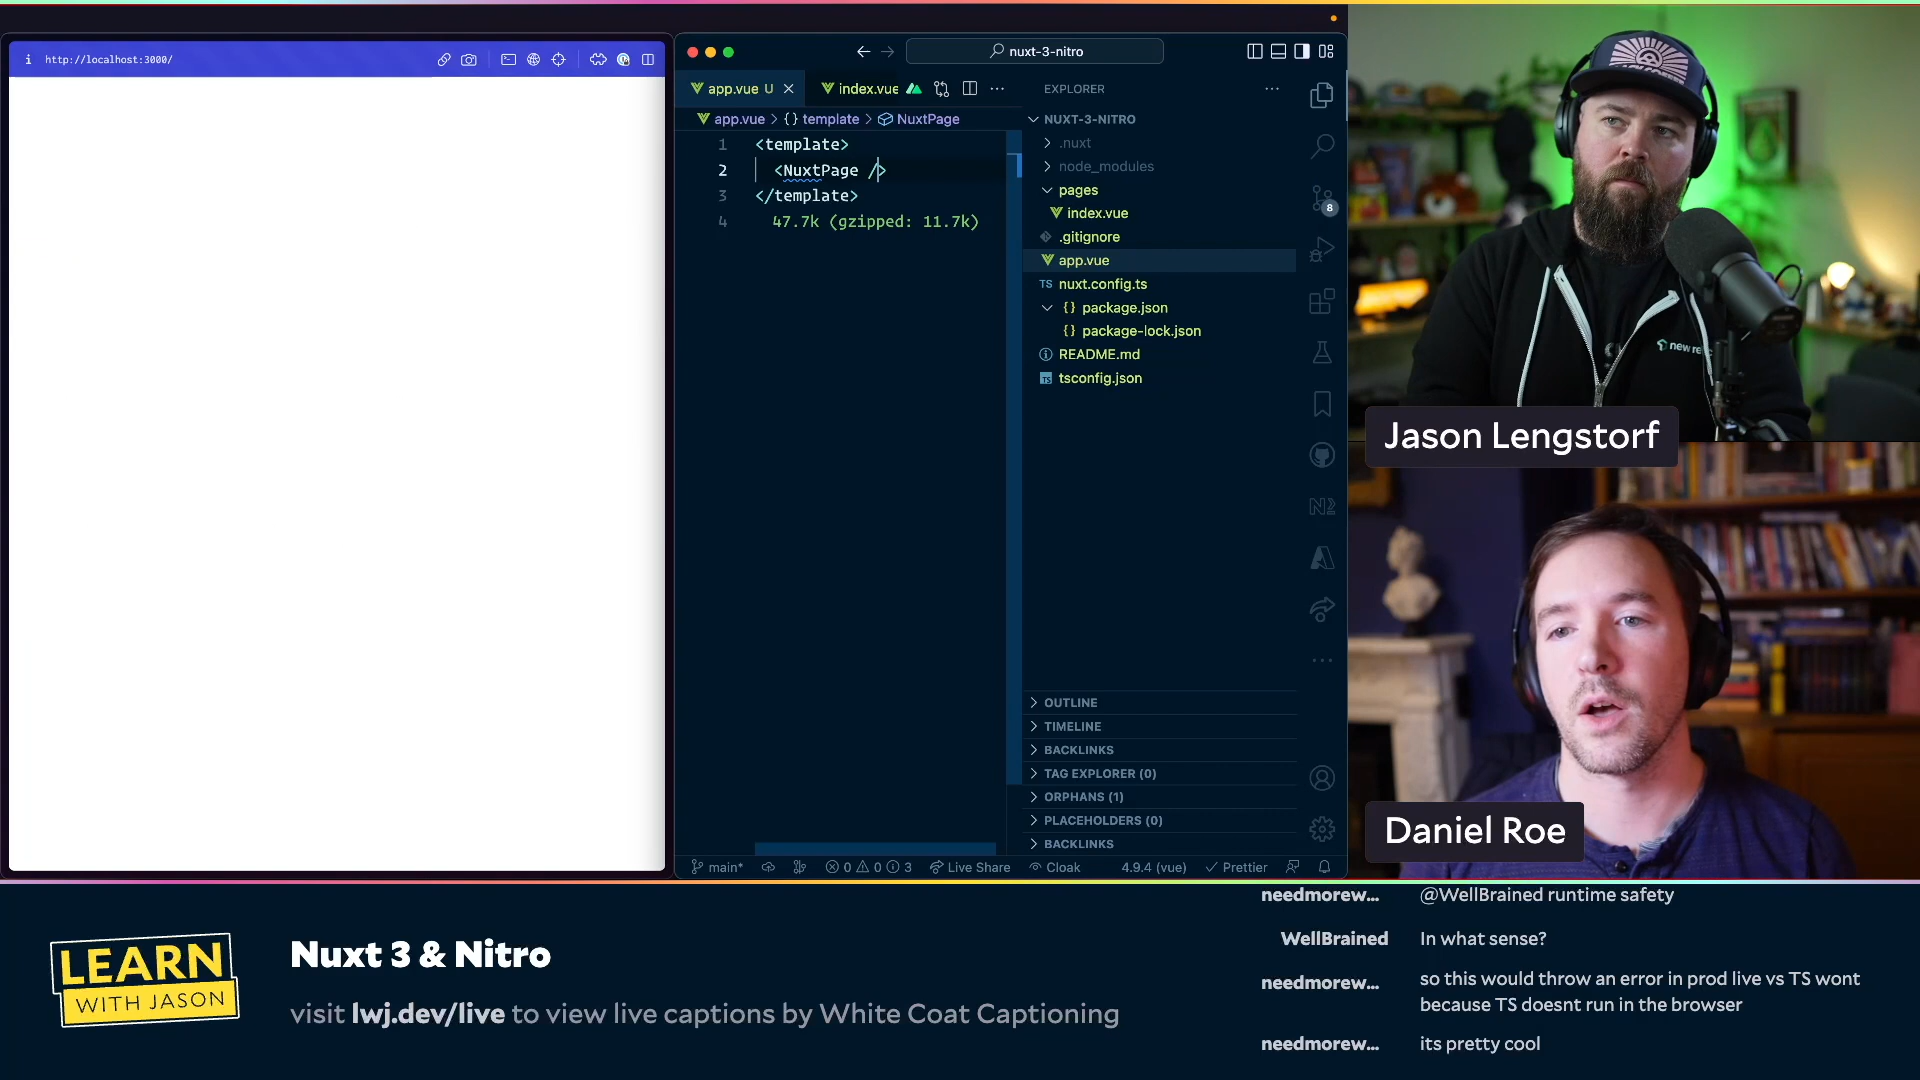 i http://localhost:3000/
nuxt-3-nitro
app.vue U
index.vue
app.vue > {} template > NuxtPage
1 <template>
2 <NuxtPage />
3 </template>
4 47.7k (gzipped: 11.7k)
EXPLORER
NUXT-3-NITRO
.nuxt
node_modules
pages
index.vue
.gitignore
app.vue
TS nuxt.config.ts
{} package.json
{} package-lock.json
README.md
TS tsconfig.json
8
OUTLINE
TIMELINE
BACKLINKS
TAG EXPLORER (0)
ORPHANS (1)
PLACEHOLDERS (0)
BACKLINKS
main* 0 0 3 Live Share Cloak 4.9.4 (vue) Prettier
new
Jason Lengstorf
Daniel Roe
LEARN
WITH JASON
Nuxt 3 & Nitro
visit lwj.dev/live to view live captions by White Coat Captioning
needmorew... @WellBrained runtime safety
WellBrained In what sense?
needmorew... so this would throw an error in prod live vs TS wont
because TS doesnt run in the browser
needmorew... its pretty cool